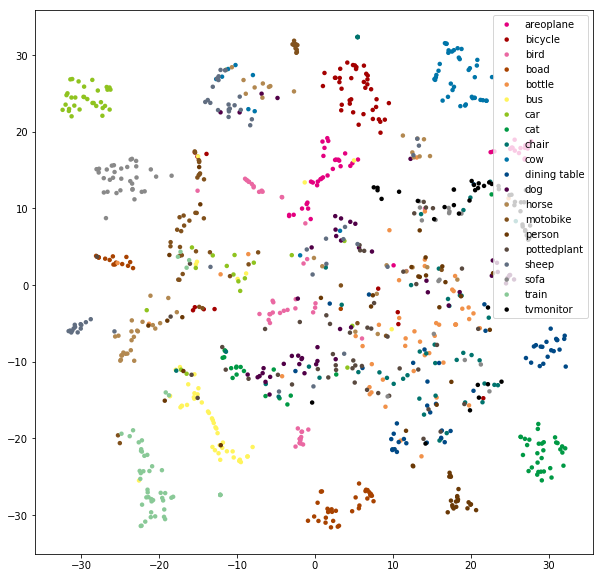 areoplane
bicycle
bird
boad
bottle
bus
car
cat
chair
cow
dining table
dog
horse
motobike
person
pottedplant
sheep
sofa
train
tvmonitor
30
20
10
0
−10
−20
−30
−30
−20
−10
0
10
20
30